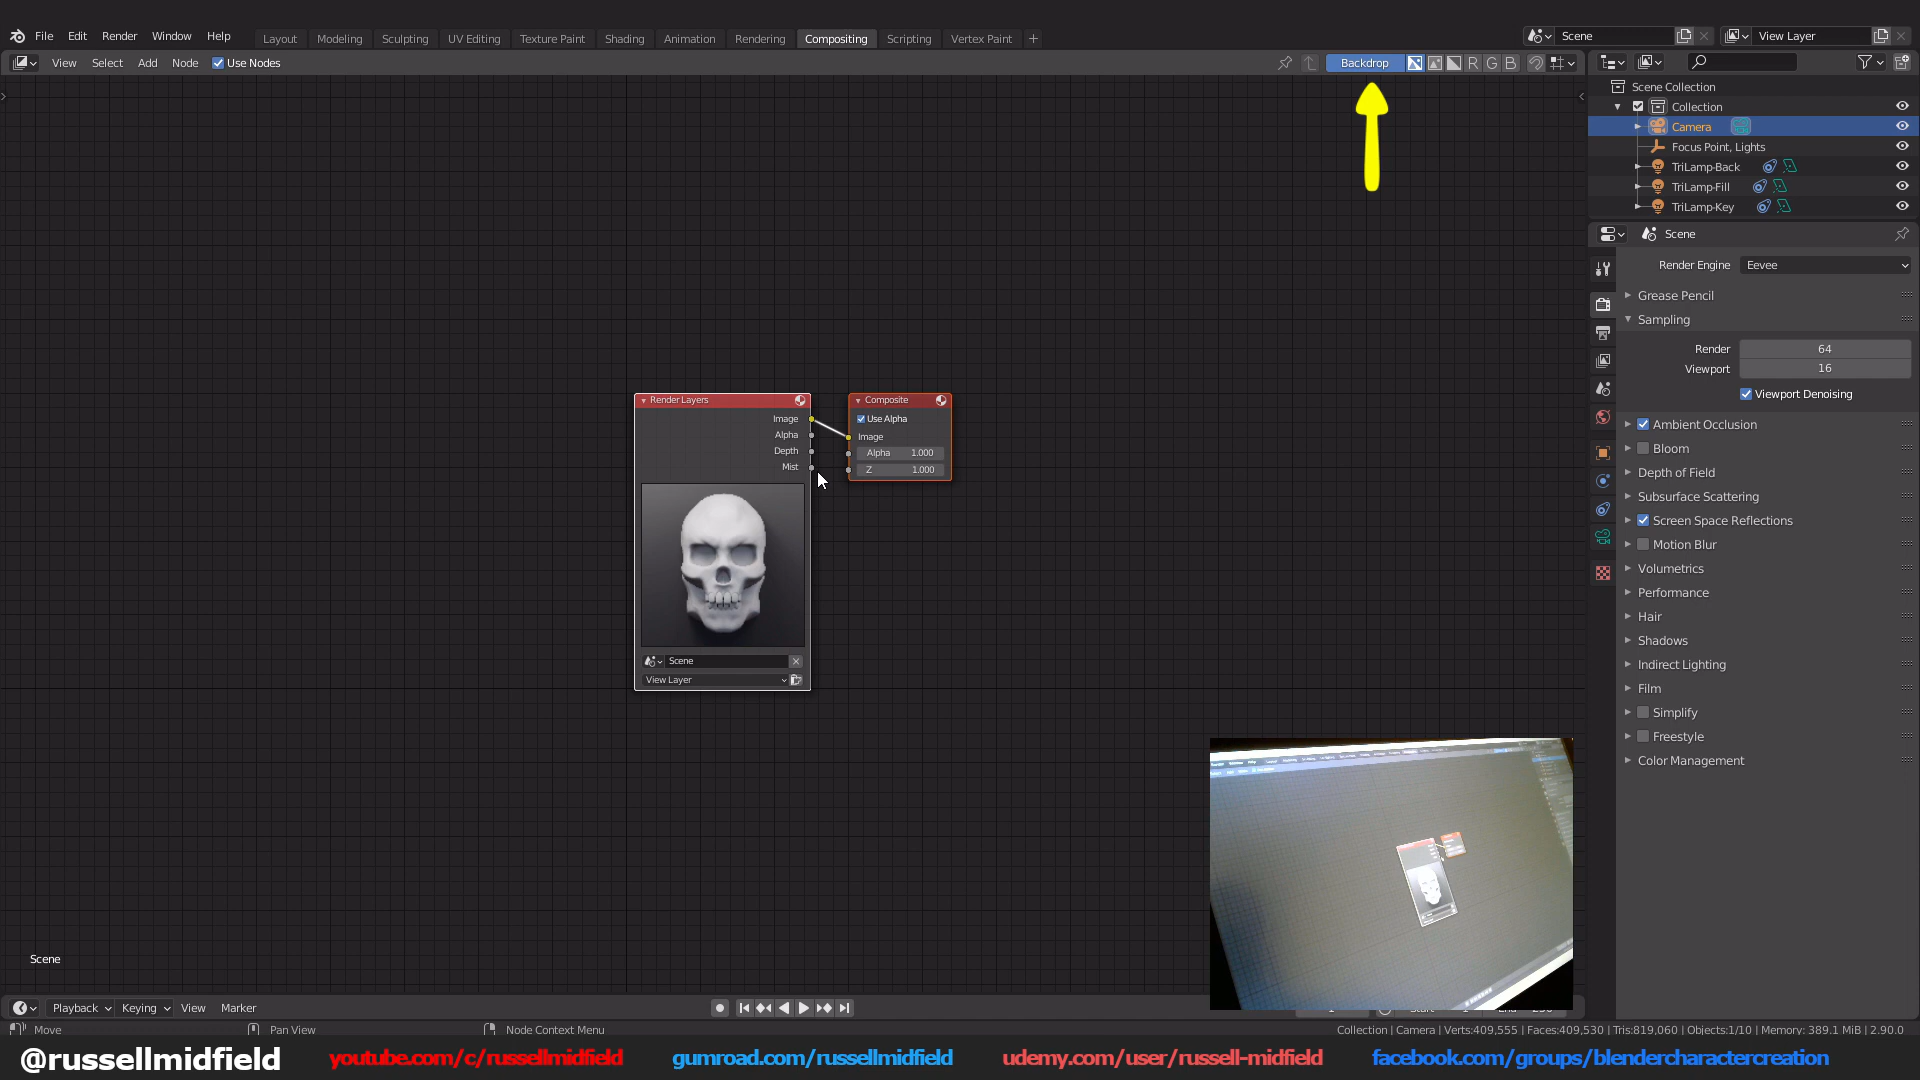 File Edit Render Window Help Layout Modeling Sculpting UV Editing Texture Paint Shading Animation Rendering Compositing Scripting Vertex Paint + Scene View Layer
View Select Add Node Use Nodes Backdrop R G B
Scene Collection
Collection
Camera
Focus Point, Lights
TriLamp-Back
TriLamp-Fill
TriLamp-Key
Scene
Render Engine Eevee
Grease Pencil
Sampling
Render 64
Viewport 16
Viewport Denoising
Ambient Occlusion
Bloom
Depth of Field
Subsurface Scattering
Screen Space Reflections
Motion Blur
Volumetrics
Performance
Hair
Shadows
Indirect Lighting
Film
Simplify
Freestyle
Color Management
Render Layers
Image
Alpha
Depth
Mist
Scene
View Layer
Composite
Use Alpha
Image
Alpha 1.000
Z 1.000
Scene
Playback Keying View Marker
Move Pan View Node Context Menu Collection | Camera | Verts:409,555 | Faces:409,530 | Tris:819,060 | Objects:1/10 | Memory: 389.1 MiB | 2.90.0
@russellmidfield youtube.com/c/russellmidfield gumroad.com/russellmidfield udemy.com/user/russell-midfield facebook.com/groups/blendercharactercreation